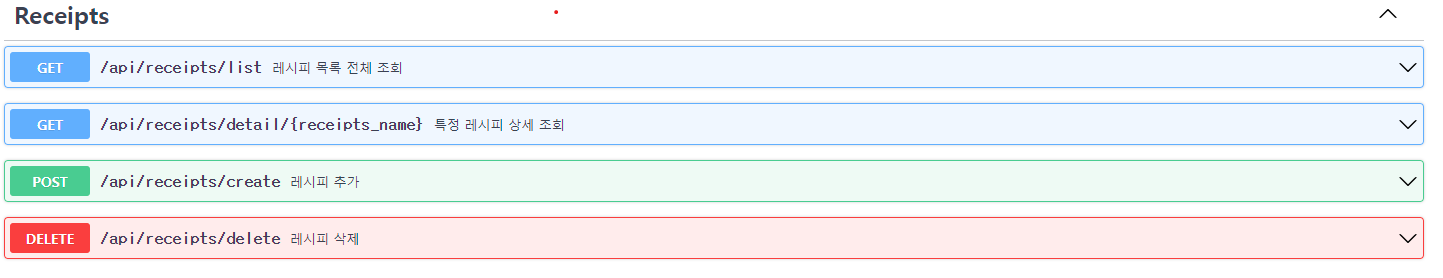 Receipts
GET /api/receipts/list 레시피 목록 전체 조회
GET /api/receipts/detail/{receipts_name} 특정 레시피 상세 조회
POST /api/receipts/create 레시피 추가
DELETE /api/receipts/delete 레시피 삭제